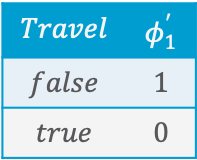 Travel ϕ′₁
false 1
true 0